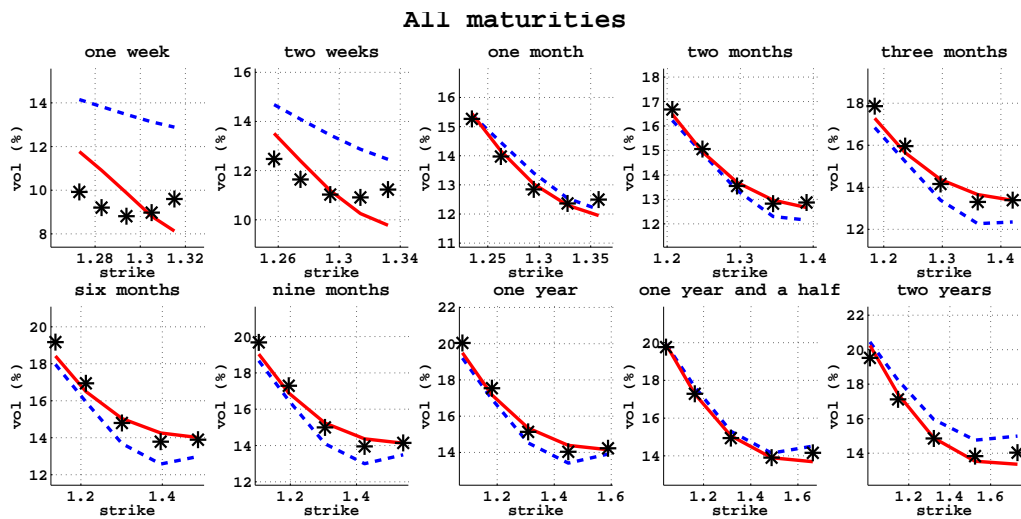 All maturities
one week
two weeks
one month
two months
three months
vol (%)
14
12
10
8
1.28
1.3
1.32
strike
vol (%)
16
14
12
10
1.26
1.3
1.34
strike
vol (%)
16
15
14
13
12
11
1.25
1.3
1.35
strike
vol (%)
18
17
16
15
14
13
12
1.2
1.3
1.4
strike
vol (%)
18
16
14
12
1.2
1.3
1.4
strike
six months
nine months
one year
one year and a half
two years
vol (%)
20
18
16
14
12
1.2
1.4
strike
vol (%)
20
18
16
14
12
1.2
1.4
strike
vol (%)
22
20
18
16
14
12
1.2
1.4
1.6
strike
vol (%)
20
18
16
14
1.2
1.4
1.6
strike
vol (%)
22
20
18
16
14
1.2
1.4
1.6
strike